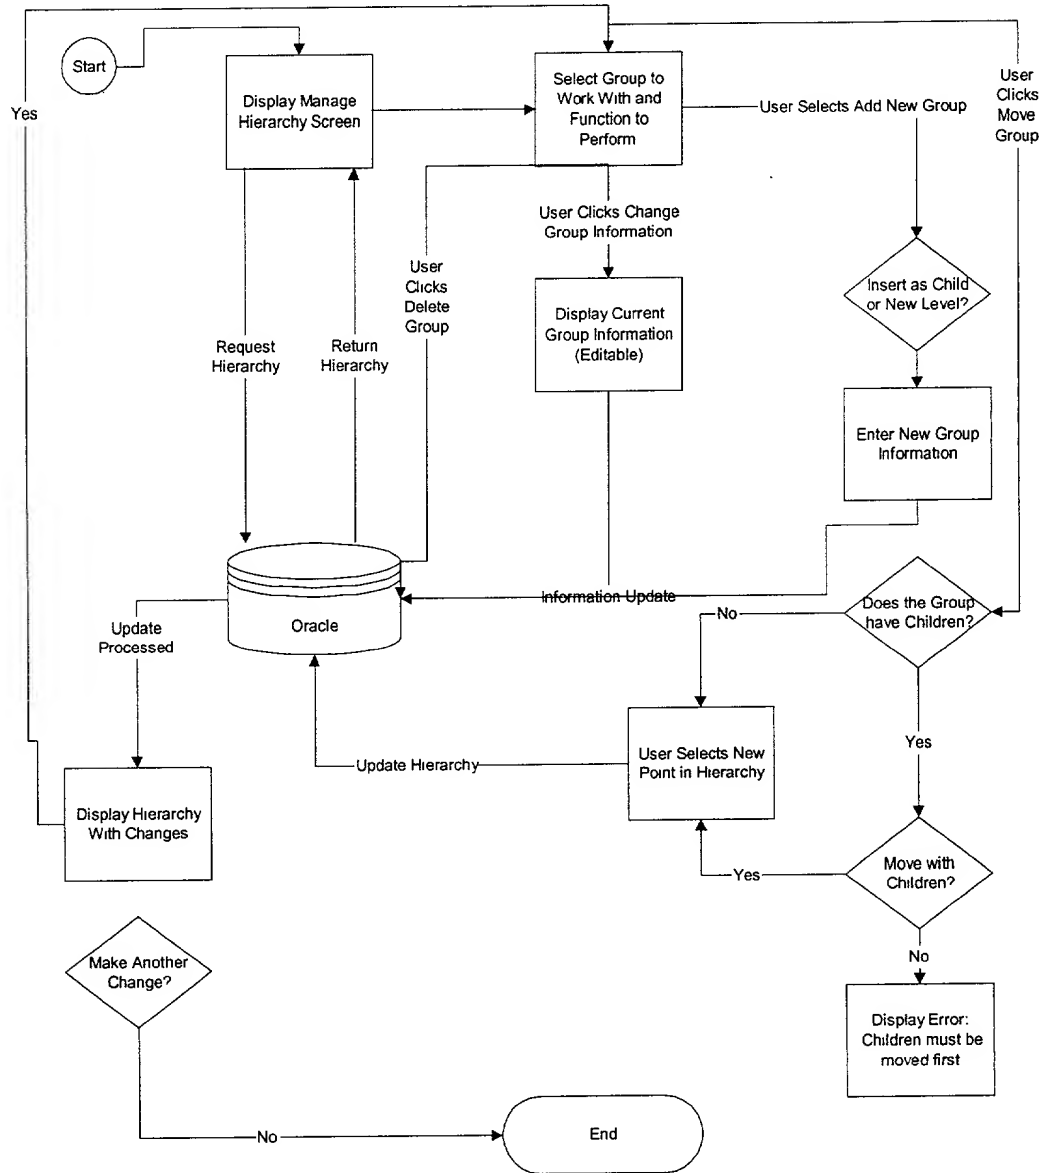 Start
Yes
Display Manage
Hierarchy Screen
Select Group to
Work With and
Function to
Perform
User Selects Add New Group
User
Clicks
Move
Group
User Clicks Change
Group Information
User
Clicks
Delete
Group
Insert as Child
or New Level?
Display Current
Group Information
(Editable)
Request
Hierarchy
Return
Hierarchy
Enter New Group
Information
Information Update
Oracle
Does the Group
have Children?
No
Update
Processed
Yes
User Selects New
Point in Hierarchy
Update Hierarchy
Display Hierarchy
With Changes
Move with
Children?
Yes
No
Make Another
Change?
Display Error:
Children must be
moved first
No
End